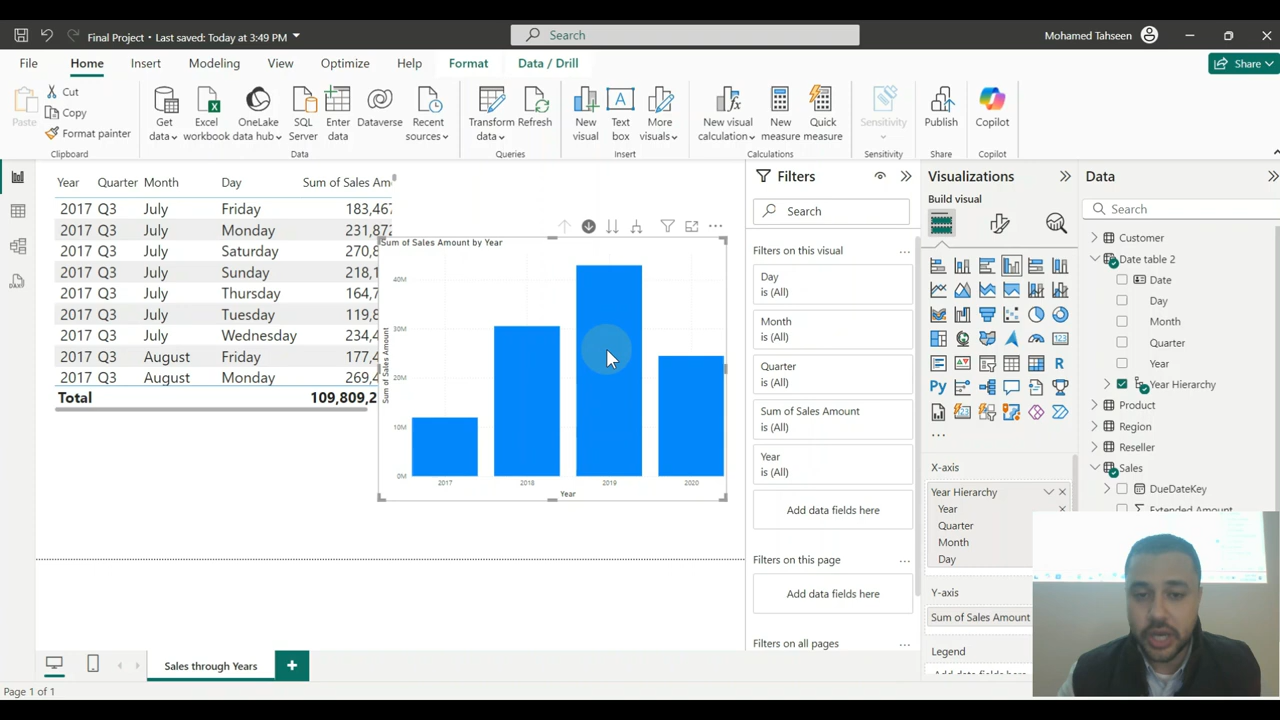 Final Project • Last saved: Today at 3:49 PM
Search
Mohamed Tahseen
File Home Insert Modeling View Optimize Help Format Data / Drill
Share
Paste
Cut
Copy
Format painter
Clipboard
Get data
Excel workbook
OneLake data hub
SQL Server
Enter data
Dataverse
Recent sources
Data
Transform data
Refresh
Queries
New visual
Text box
More visuals
Insert
New visual calculation
New measure
Quick measure
Calculations
Sensitivity
Sensitivity
Publish
Share
Copilot
Copilot
Year Quarter Month Day Sum of Sales Am
2017 Q3 July Friday 183,467
2017 Q3 July Monday 231,872
2017 Q3 July Saturday 270,8
2017 Q3 July Sunday 218,1
2017 Q3 July Thursday 164,7
2017 Q3 July Tuesday 119,8
2017 Q3 July Wednesday 234,4
2017 Q3 August Friday 177,4
2017 Q3 August Monday 269,4
Total 109,809,2
Sum of Sales Amount by Year
Sum of Sales Amount
40M
30M
20M
10M
0M
2017 2018 2019 2020
Year
Filters
Search
Filters on this visual
Day
is (All)
Month
is (All)
Quarter
is (All)
Sum of Sales Amount
is (All)
Year
is (All)
Add data fields here
Filters on this page
Add data fields here
Filters on all pages
Visualizations
Build visual
Py
R
X-axis
Year Hierarchy
Year
Quarter
Month
Day
Y-axis
Sum of Sales Amount
Legend
Data
Search
Customer
Date table 2
Date
Day
Month
Quarter
Year
Year Hierarchy
Product
Region
Reseller
Sales
DueDateKey
Extended Amount
Sales through Years
Page 1 of 1